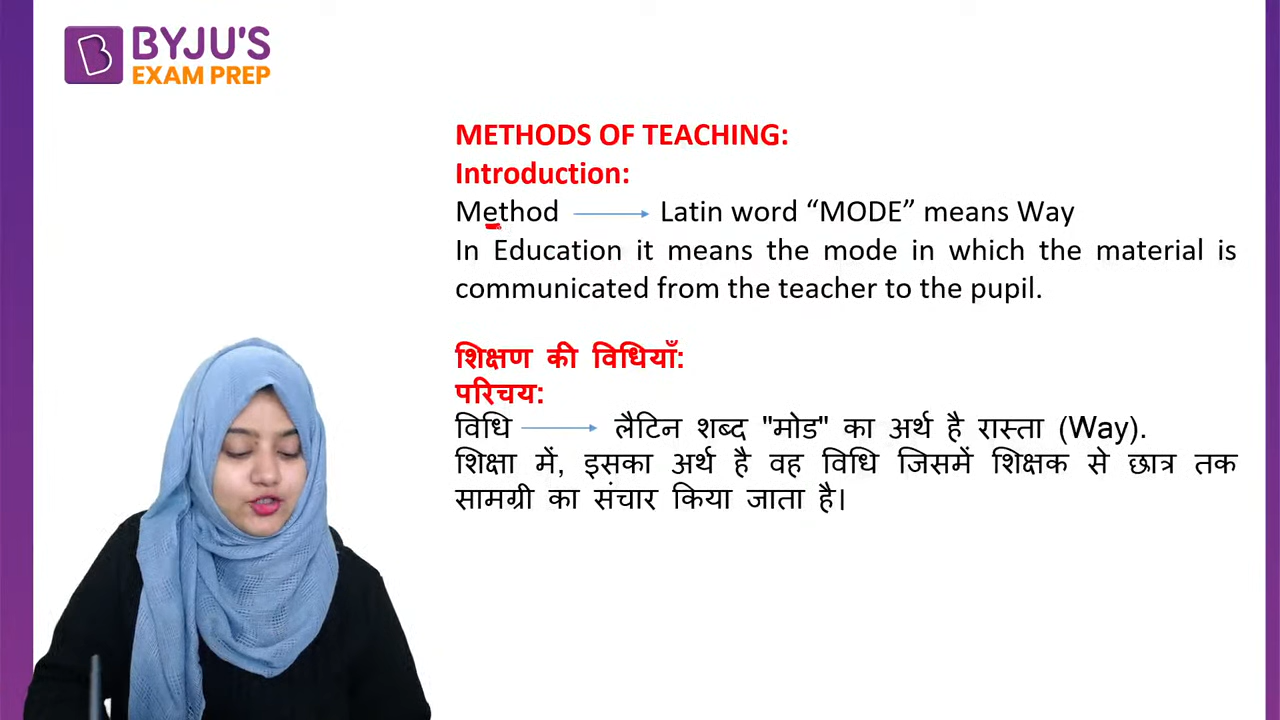 BYJU'S
EXAM PREP
METHODS OF TEACHING:
Introduction:
Method Latin word “MODE” means Way
In Education it means the mode in which the material is
communicated from the teacher to the pupil.
शिक्षण की विधियाँ:
परिचय:
विधि लैटिन शब्द "मोड" का अर्थ है रास्ता (Way).
शिक्षा में, इसका अर्थ है वह विधि जिसमें शिक्षक से छात्र तक
सामग्री का संचार किया जाता है।